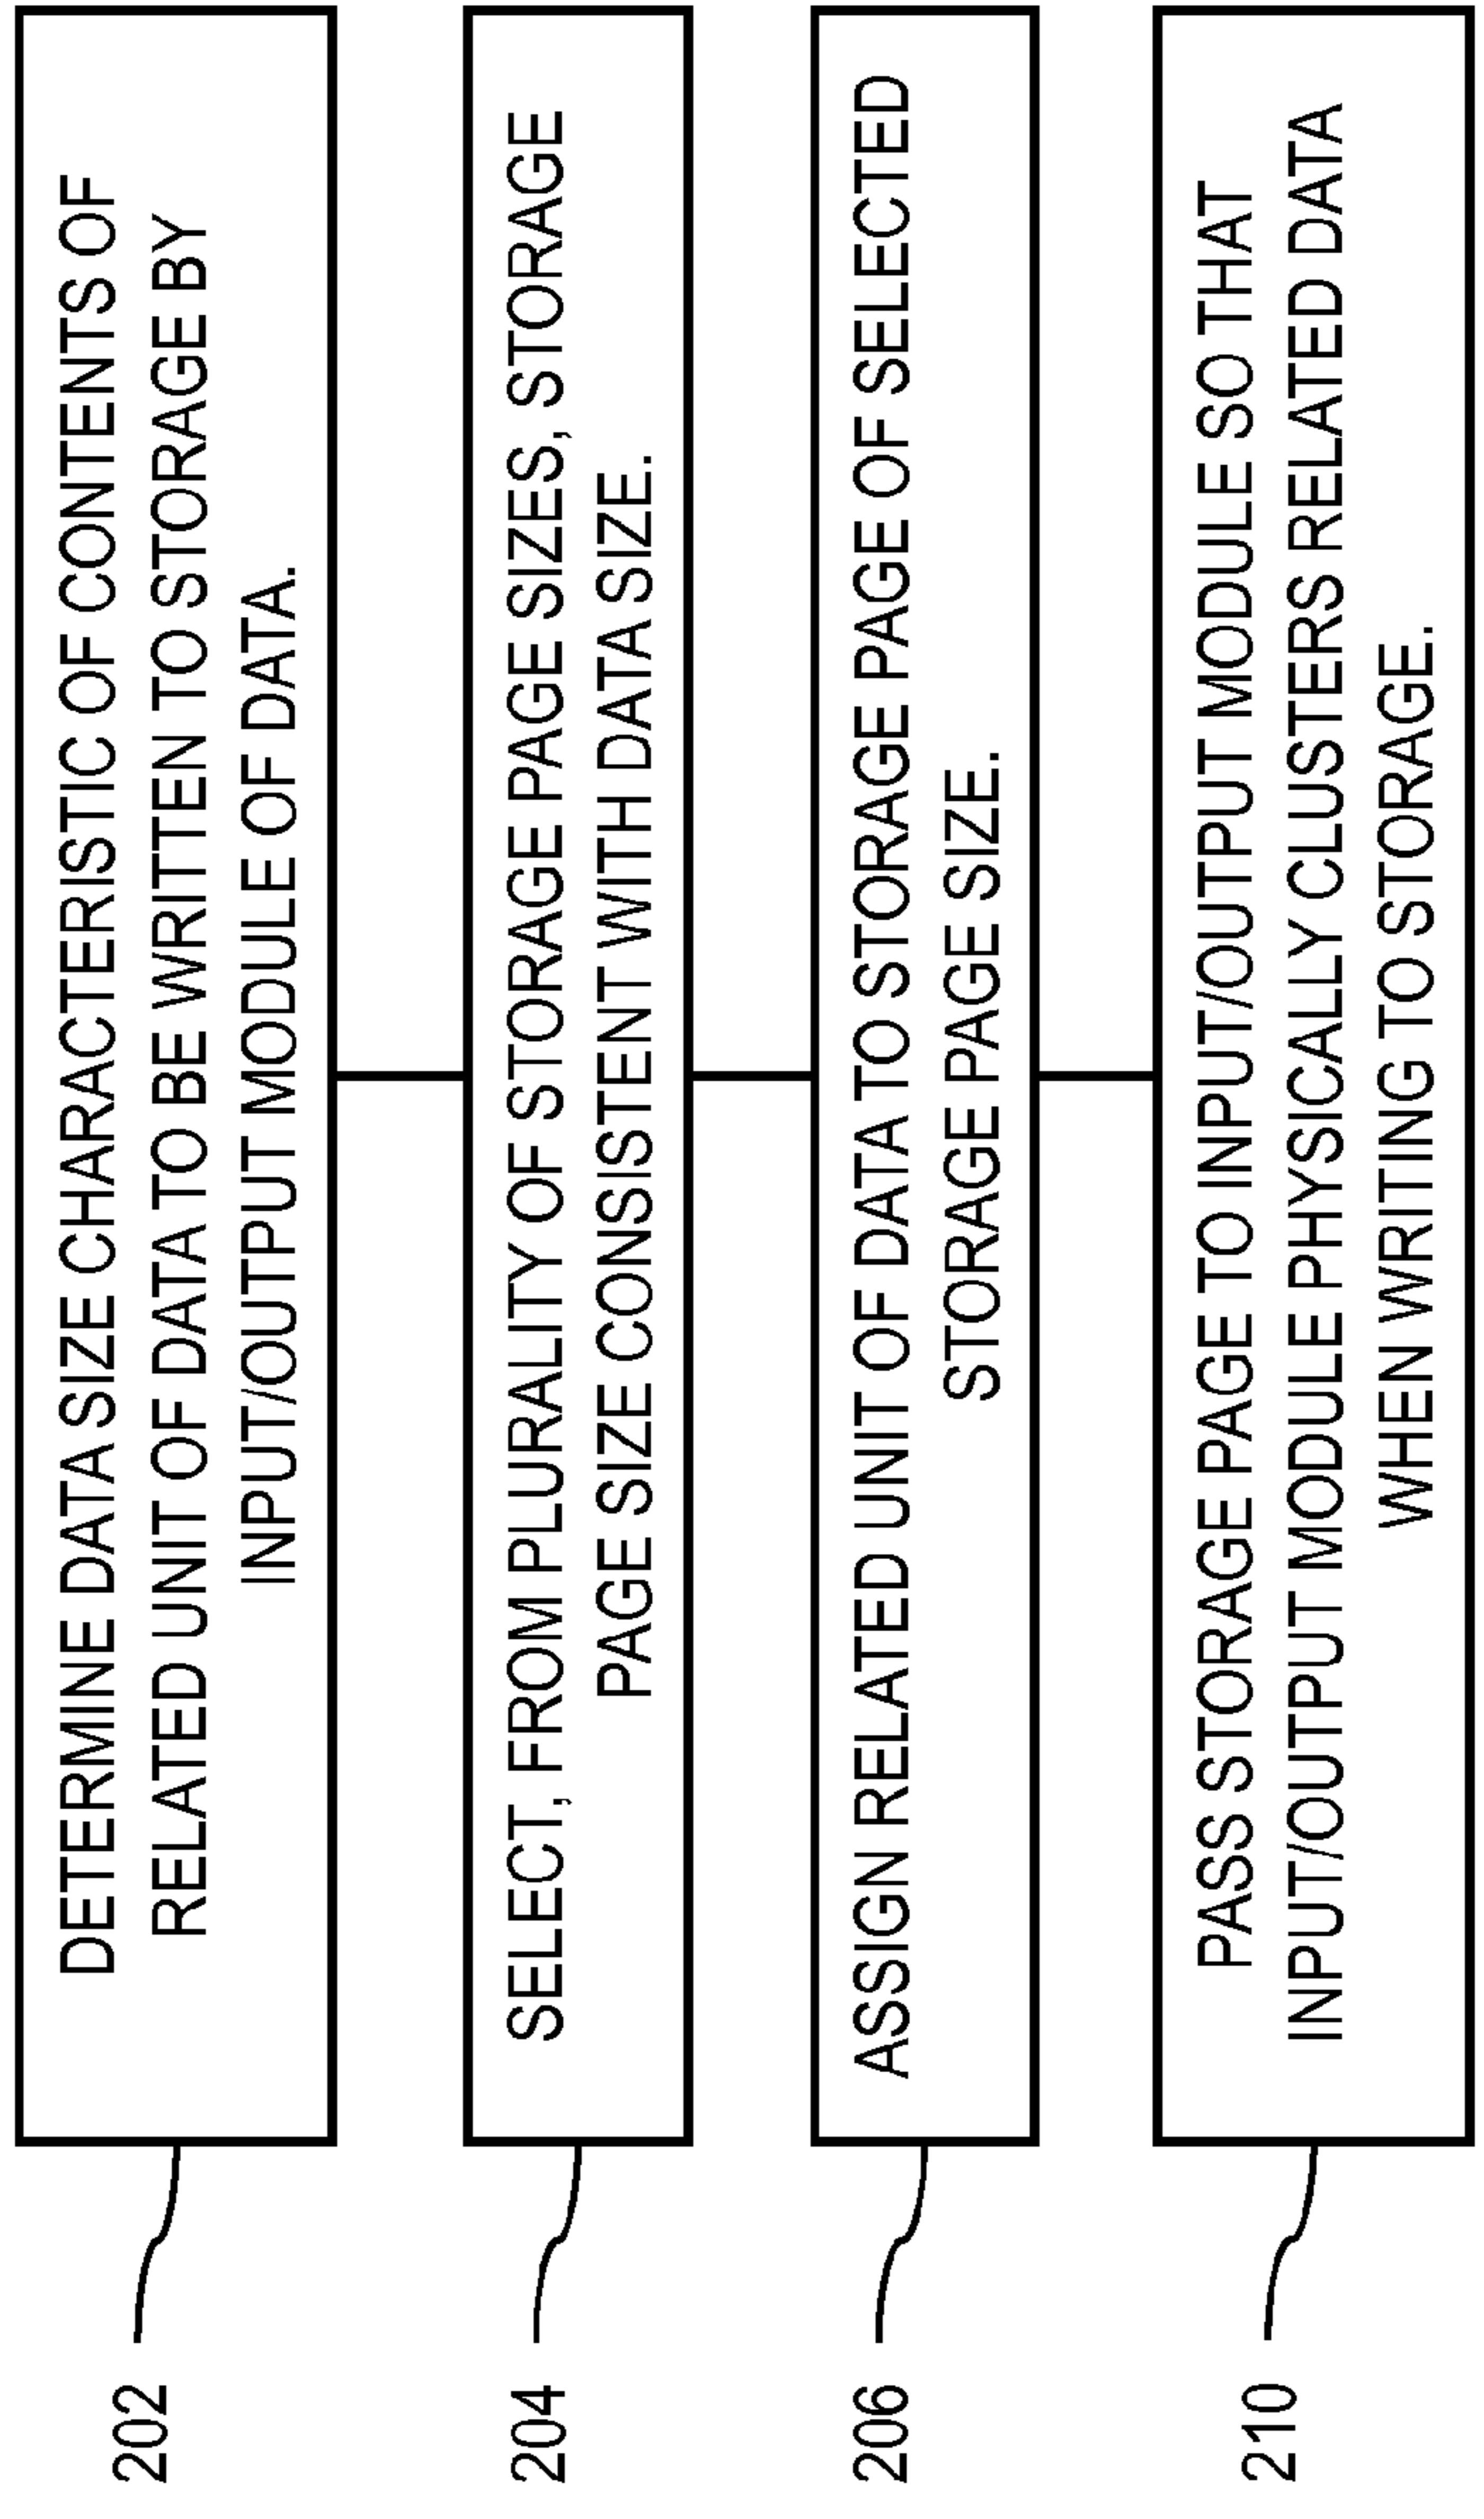 202
DETERMINE DATA SIZE CHARACTERISTIC OF CONTENTS OF
RELATED UNIT OF DATA TO BE WRITTEN TO STORAGE BY
INPUT/OUTPUT MODULE OF DATA.
204
SELECT, FROM PLURALITY OF STORAGE PAGE SIZES, STORAGE
PAGE SIZE CONSISTENT WITH DATA SIZE.
206
ASSIGN RELATED UNIT OF DATA TO STORAGE PAGE OF SELECTED
STORAGE PAGE SIZE.
210
PASS STORAGE PAGE TO INPUT/OUTPUT MODULE SO THAT
INPUT/OUTPUT MODULE PHYSICALLY CLUSTERS RELATED DATA
WHEN WRITING TO STORAGE.